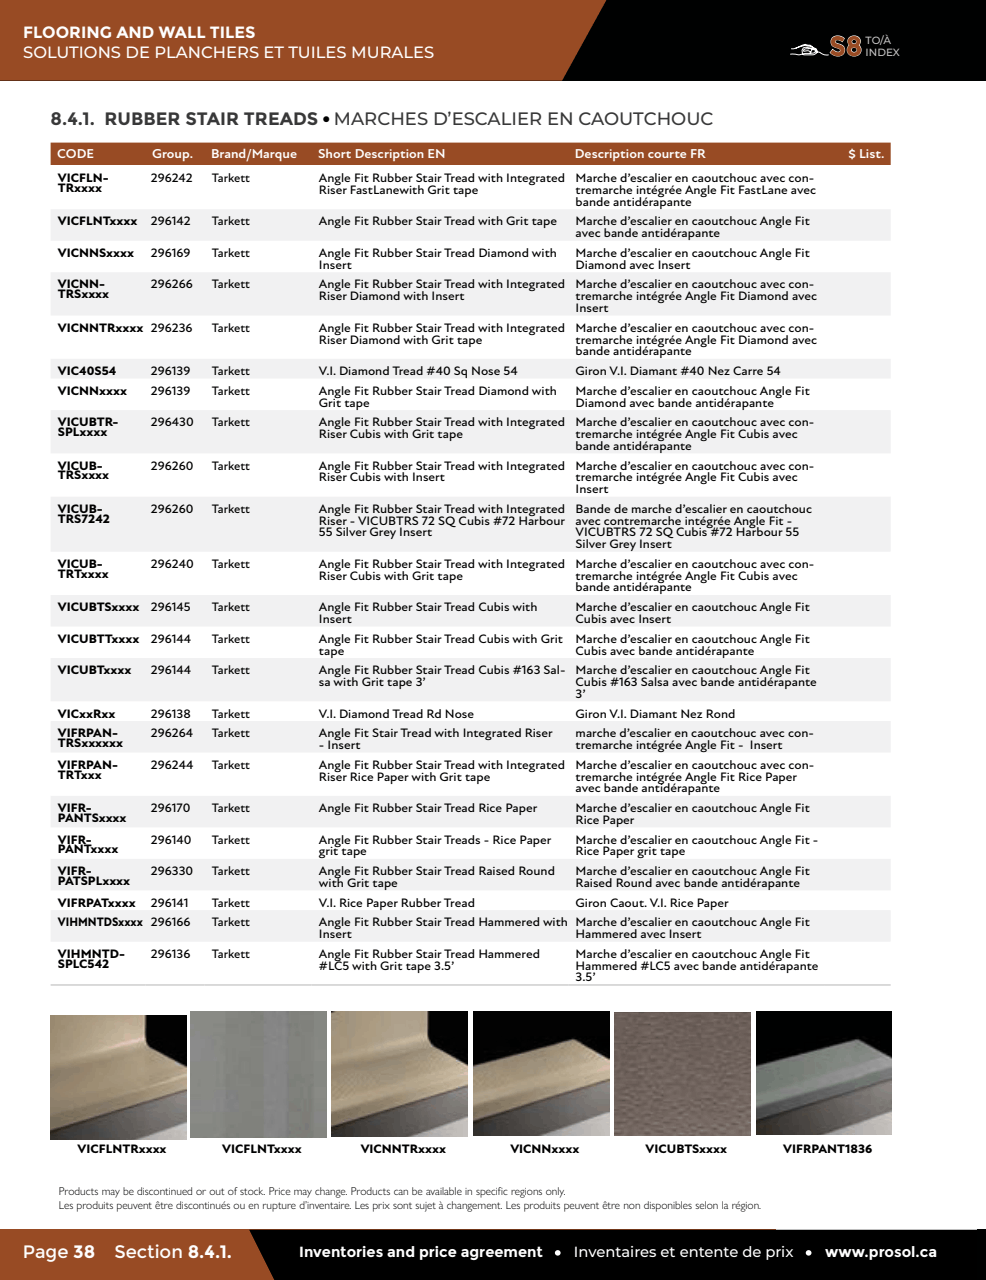 FLOORING AND WALL TILES
SOLUTIONS DE PLANCHERS ET TUILES MURALES
S8 TO/À INDEX
8.4.1. RUBBER STAIR TREADS • MARCHES D'ESCALIER EN CAOUTCHOUC
CODE Group. Brand/Marque Short Description EN Description courte FR $ List.
VICFLN- 296242 Tarkett Angle Fit Rubber Stair Tread with Integrated Marche d'escalier en caoutchouc avec con-
TRxxxx Riser FastLanewith Grit tape tremarche intégrée Angle Fit FastLane avec
bande antidérapante
VICFLNTxxxx 296142 Tarkett Angle Fit Rubber Stair Tread with Grit tape Marche d'escalier en caoutchouc Angle Fit
avec bande antidérapante
VICNNSxxxx 296169 Tarkett Angle Fit Rubber Stair Tread Diamond with Marche d'escalier en caoutchouc Angle Fit
Insert Diamond avec Insert
VICNN- 296266 Tarkett Angle Fit Rubber Stair Tread with Integrated Marche d'escalier en caoutchouc avec con-
TRSxxxx Riser Diamond with Insert tremarche intégrée Angle Fit Diamond avec
Insert
VICNNTRxxxx 296236 Tarkett Angle Fit Rubber Stair Tread with Integrated Marche d'escalier en caoutchouc avec con-
Riser Diamond with Grit tape tremarche intégrée Angle Fit Diamond avec
bande antidérapante
VIC40S54 296139 Tarkett V.I. Diamond Tread #40 Sq Nose 54 Giron V.I. Diamant #40 Nez Carre 54
VICNNxxxx 296139 Tarkett Angle Fit Rubber Stair Tread Diamond with Marche d'escalier en caoutchouc Angle Fit
Grit tape Diamond avec bande antidérapante
VICUBTR- 296430 Tarkett Angle Fit Rubber Stair Tread with Integrated Marche d'escalier en caoutchouc avec con-
SPLxxxx Riser Cubis with Grit tape tremarche intégrée Angle Fit Cubis avec
bande antidérapante
VICUB- 296260 Tarkett Angle Fit Rubber Stair Tread with Integrated Marche d'escalier en caoutchouc avec con-
TRSxxxx Riser Cubis with Insert tremarche intégrée Angle Fit Cubis avec
Insert
VICUB- 296260 Tarkett Angle Fit Rubber Stair Tread with Integrated Bande de marche d'escalier en caoutchouc
TRS7242 Riser - VICUBTRS 72 SQ Cubis #72 Harbour avec contremarche intégrée Angle Fit -
55 Silver Grey Insert VICUBTRS 72 SQ Cubis #72 Harbour 55
Silver Grey Insert
VICUB- 296240 Tarkett Angle Fit Rubber Stair Tread with Integrated Marche d'escalier en caoutchouc avec con-
TRTxxxx Riser Cubis with Grit tape tremarche intégrée Angle Fit Cubis avec
bande antidérapante
VICUBTSxxxx 296145 Tarkett Angle Fit Rubber Stair Tread Cubis with Marche d'escalier en caoutchouc Angle Fit
Insert Cubis avec Insert
VICUBTTxxxx 296144 Tarkett Angle Fit Rubber Stair Tread Cubis with Grit Marche d'escalier en caoutchouc Angle Fit
tape Cubis avec bande antidérapante
VICUBTxxxx 296144 Tarkett Angle Fit Rubber Stair Tread Cubis #163 Sal- Marche d'escalier en caoutchouc Angle Fit
sa with Grit tape 3' Cubis #163 Salsa avec bande antidérapante
3'
VICxxRxx 296138 Tarkett V.I. Diamond Tread Rd Nose Giron V.I. Diamant Nez Rond
VIFRPAN- 296264 Tarkett Angle Fit Stair Tread with Integrated Riser marche d'escalier en caoutchouc avec con-
TRSxxxxxx - Insert tremarche intégrée Angle Fit - Insert
VIFRPAN- 296244 Tarkett Angle Fit Rubber Stair Tread with Integrated Marche d'escalier en caoutchouc avec con-
TRTxxx Riser Rice Paper with Grit tape tremarche intégrée Angle Fit Rice Paper
avec bande antidérapante
VIFR- 296170 Tarkett Angle Fit Rubber Stair Tread Rice Paper Marche d'escalier en caoutchouc Angle Fit
PANTSxxxx Rice Paper
VIFR- 296140 Tarkett Angle Fit Rubber Stair Treads - Rice Paper Marche d'escalier en caoutchouc Angle Fit -
PANTxxxx grit tape Rice Paper grit tape
VIFR- 296330 Tarkett Angle Fit Rubber Stair Tread Raised Round Marche d'escalier en caoutchouc Angle Fit
PATSPLxxxx with Grit tape Raised Round avec bande antidérapante
VIFRPATxxxx 296141 Tarkett V.I. Rice Paper Rubber Tread Giron Caout. V.I. Rice Paper
VIHMNTDSxxxx 296166 Tarkett Angle Fit Rubber Stair Tread Hammered with Marche d'escalier en caoutchouc Angle Fit
Insert Hammered avec Insert
VIHMNTD- 296136 Tarkett Angle Fit Rubber Stair Tread Hammered Marche d'escalier en caoutchouc Angle Fit
SPLC542 #LC5 with Grit tape 3.5' Hammered #LC5 avec bande antidérapante
3.5'
VICFLNTRxxxx VICFLNTxxxx VICNNTRxxxx VICNNxxxx VICUBTSxxxx VIFRPANT1836
Products may be discontinued or out of stock. Price may change. Products can be available in specific regions only.
Les produits peuvent être discontinués ou en rupture d'inventaire. Les prix sont sujet à changement. Les produits peuvent être non disponibles selon la région.
Page 38 Section 8.4.1. Inventories and price agreement • Inventaires et entente de prix • www.prosol.ca